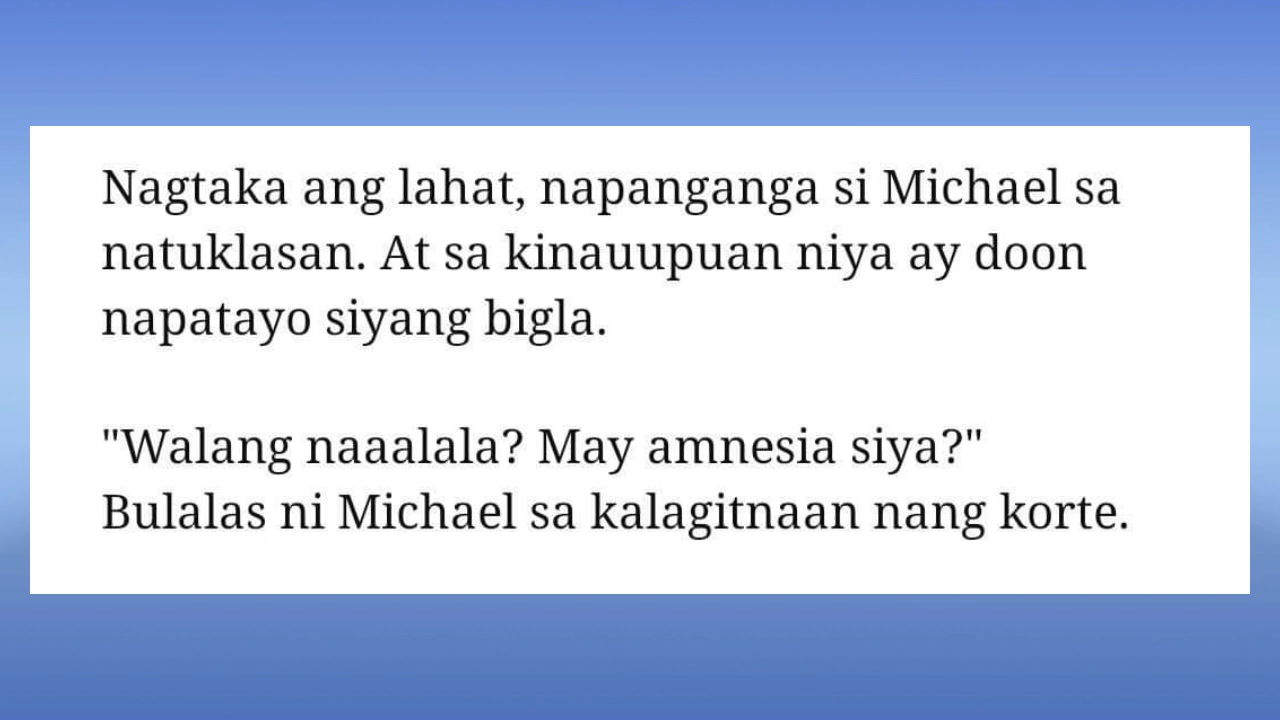 Nagtaka ang lahat, napanganga si Michael sa
natuklasan. At sa kinauupuan niya ay doon
napatayo siyang bigla.
"Walang naaalala? May amnesia siya?"
Bulalas ni Michael sa kalagitnaan nang korte.